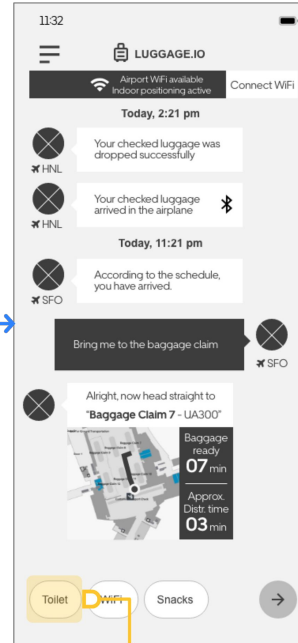 11:32
LUGGAGE.IO
Airport WiFi available
Indoor positioning active
Connect WiFi
Today, 2:21 pm
Your checked luggage was
dropped successfully
HNL
Your checked luggage
arrived in the airplane
HNL
Today, 11:21 pm
According to the schedule,
you have arrived.
SFO
Bring me to the baggage claim
SFO
Alright, now head straight to
"Baggage Claim 7 - UA300"
Baggage
ready
07 min
Approx.
Distr. time
03 min
Toilet
WiFi
Snacks